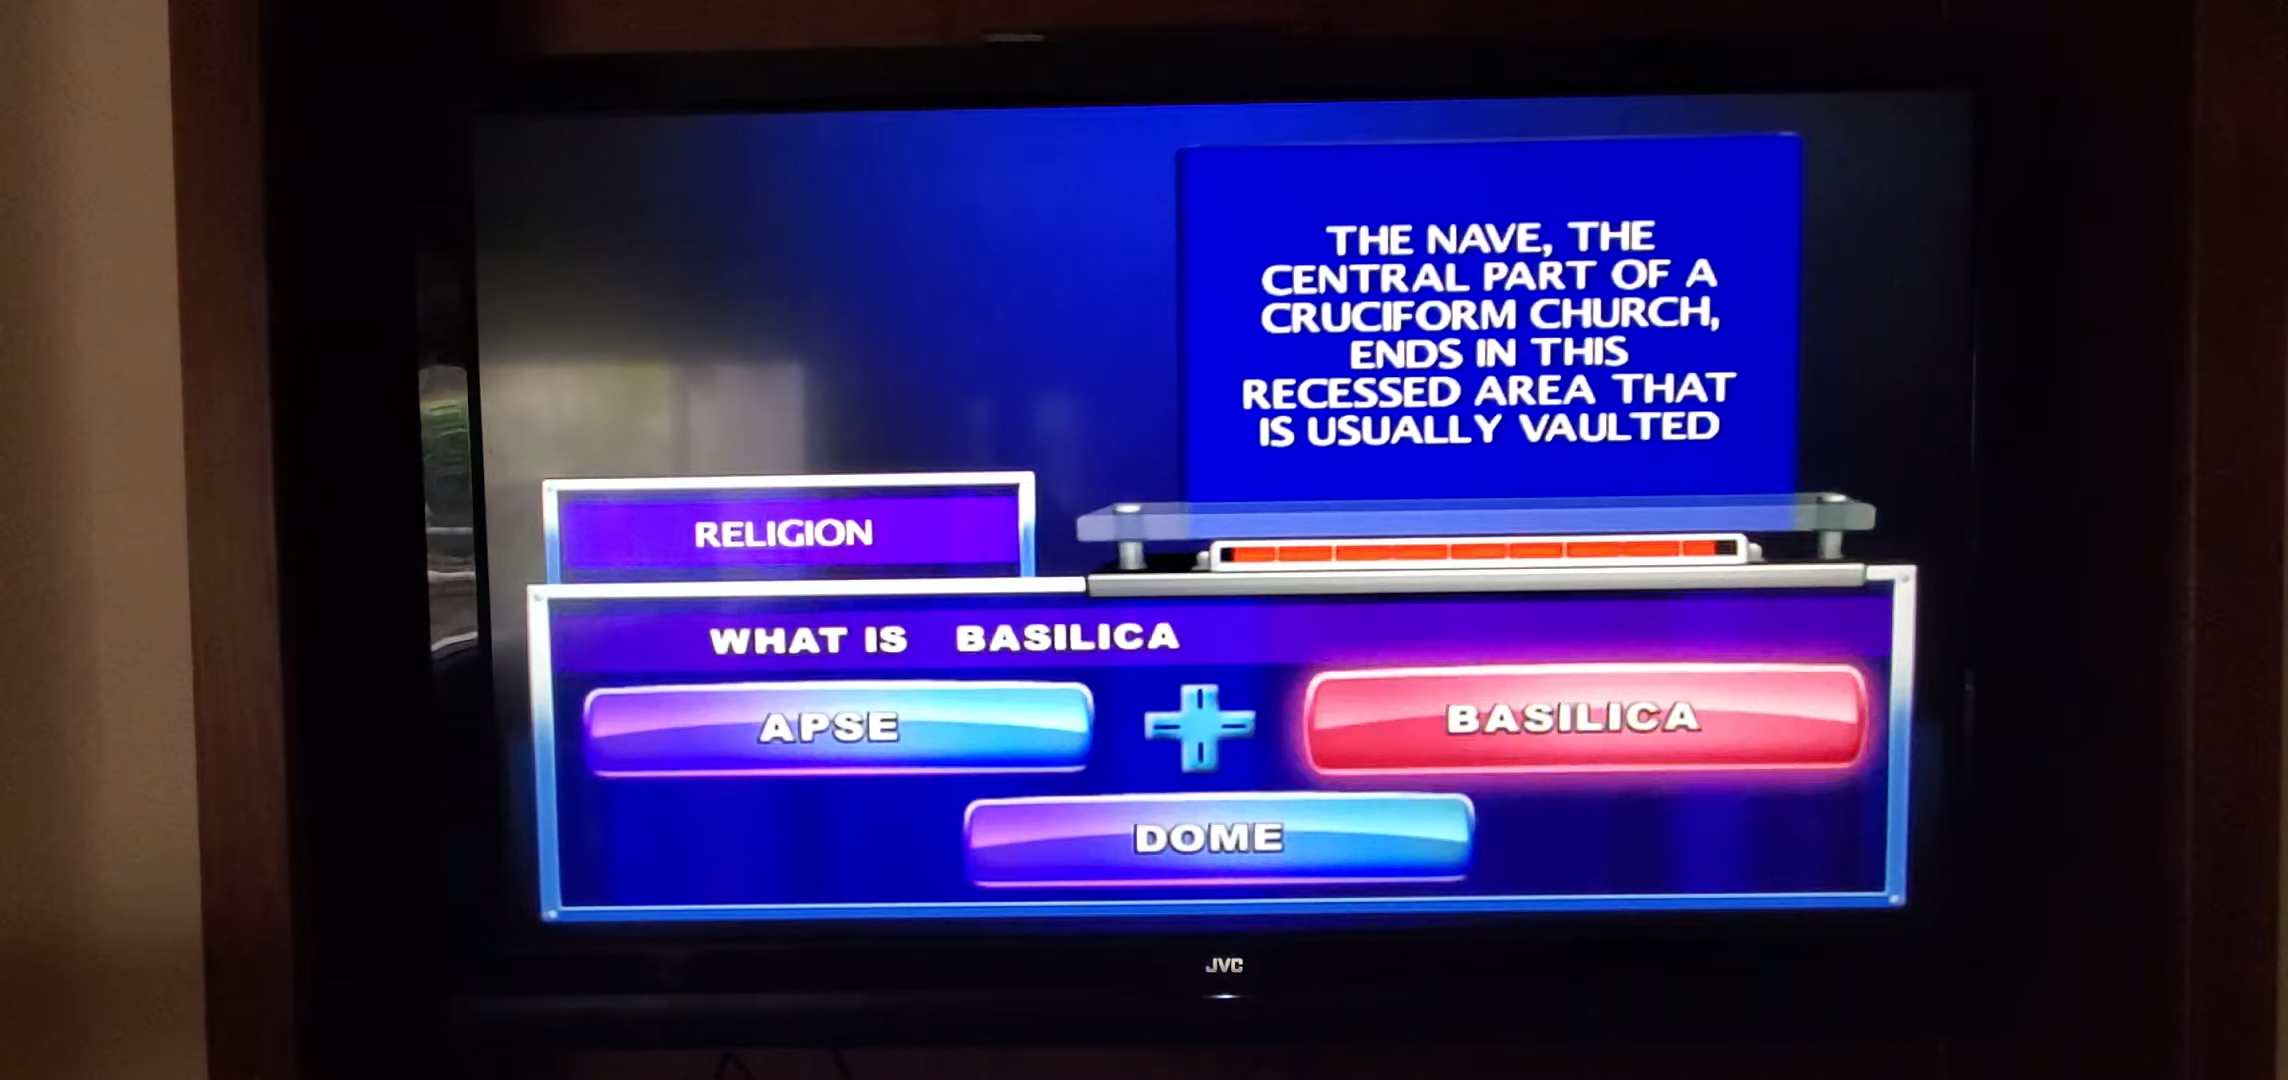 THE NAVE, THE
CENTRAL PART OF A
CRUCIFORM CHURCH,
ENDS IN THIS
RECESSED AREA THAT
IS USUALLY VAULTED
RELIGION
WHAT IS BASILICA
APSE
BASILICA
DOME
JVC